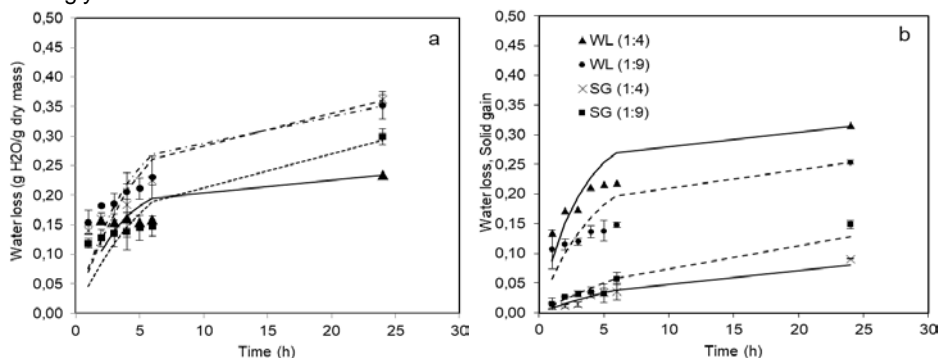 a
Water loss (g H2O/g dry mass)
0,50
0,45
0,40
0,35
0,30
0,25
0,20
0,15
0,10
0,05
0,00
0 5 10 15 20 25 30
Time (h)
b
Water loss, Solid gain
0,50
0,45
0,40
0,35
0,30
0,25
0,20
0,15
0,10
0,05
0,00
WL (1:4)
WL (1:9)
SG (1:4)
SG (1:9)
0 5 10 15 20 25 30
Time (h)